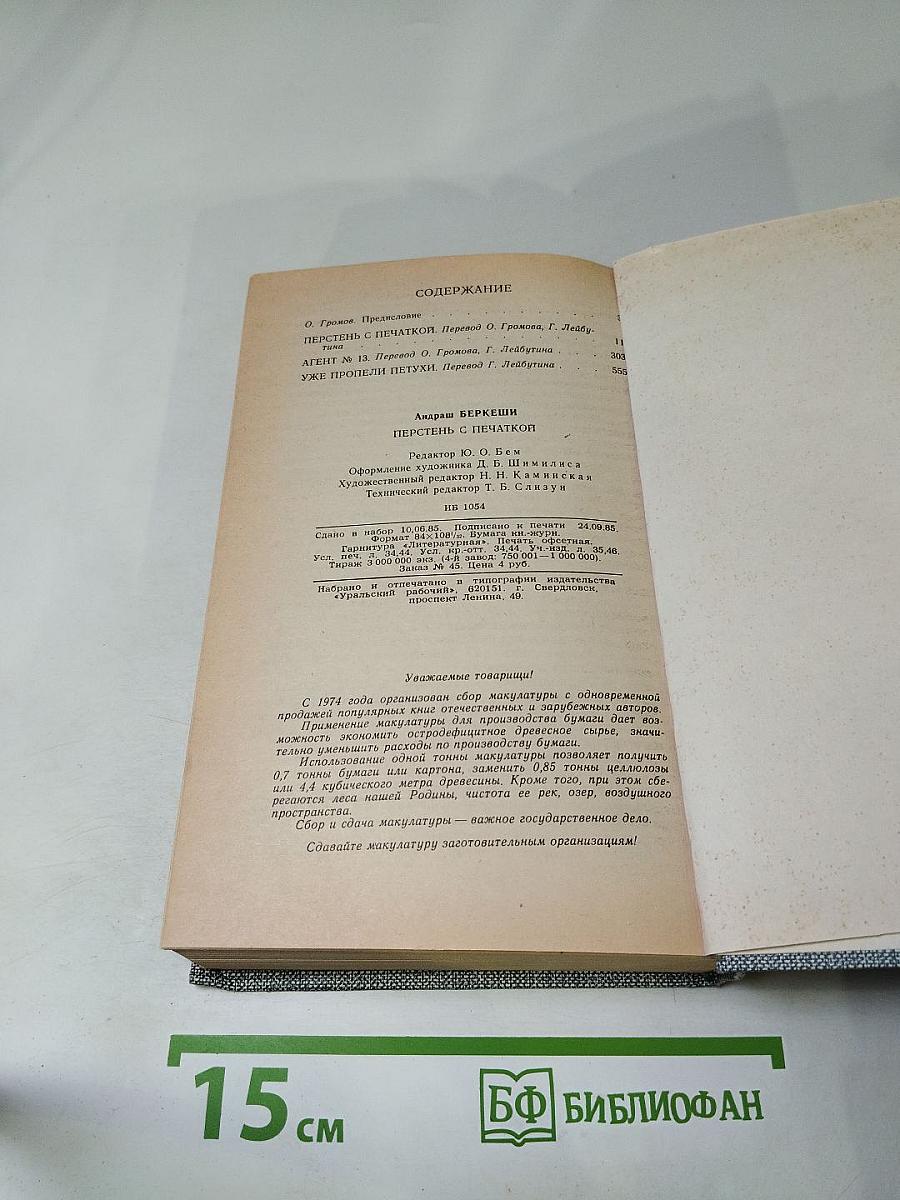 СОДЕРЖАНИЕ
О. Громов. Предисловие . . . . . . . . . . . 3
ПЕРСТЕНЬ С ПЕЧАТКОЙ. Перевод О. Громова, Г. Лейбу-
тина . . . . . . . . . . . . . . . 11
АГЕНТ № 13. Перевод О. Громова, Г. Лейбутина . . . 303
УЖЕ ПРОПЕЛИ ПЕТУХИ. Перевод Г. Лейбутина . . . 555
Андраш БЕРКЕШИ
ПЕРСТЕНЬ С ПЕЧАТКОЙ
Редактор Ю. О. Бем
Оформление художника Д. Б. Шимилиса
Художественный редактор Н. Н. Каминская
Технический редактор Т. Б. Слизун
ИБ 1054
Сдано в набор 10.06.85. Подписано к печати 24.09.85.
Формат 84×108¹/₃₂. Бумага кн.-журн.
Гарнитура «Литературная». Печать офсетная.
Усл. печ. л. 34,44. Усл. кр.-отт. 34,44. Уч.-изд. л. 35,46.
Тираж 3 000 000 экз. (4-й завод: 750 001—1 000 000).
Заказ № 45. Цена 4 руб.
Набрано и отпечатано в типографии издательства
«Уральский рабочий», 620151. г. Свердловск,
проспект Ленина, 49.
Уважаемые товарищи!
С 1974 года организован сбор макулатуры с одновременной
продажей популярных книг отечественных и зарубежных авторов.
Применение макулатуры для производства бумаги дает воз-
можность экономить остродефицитное древесное сырье, значи-
тельно уменьшить расходы по производству бумаги.
Использование одной тонны макулатуры позволяет получить
0,7 тонны бумаги или картона, заменить 0,85 тонны целлюлозы
или 4,4 кубического метра древесины. Кроме того, при этом сбе-
регаются леса нашей Родины, чистота ее рек, озер, воздушного
пространства.
Сбор и сдача макулатуры — важное государственное дело.
Сдавайте макулатуру заготовительным организациям!
15 см
БФ БИБЛИОФАН